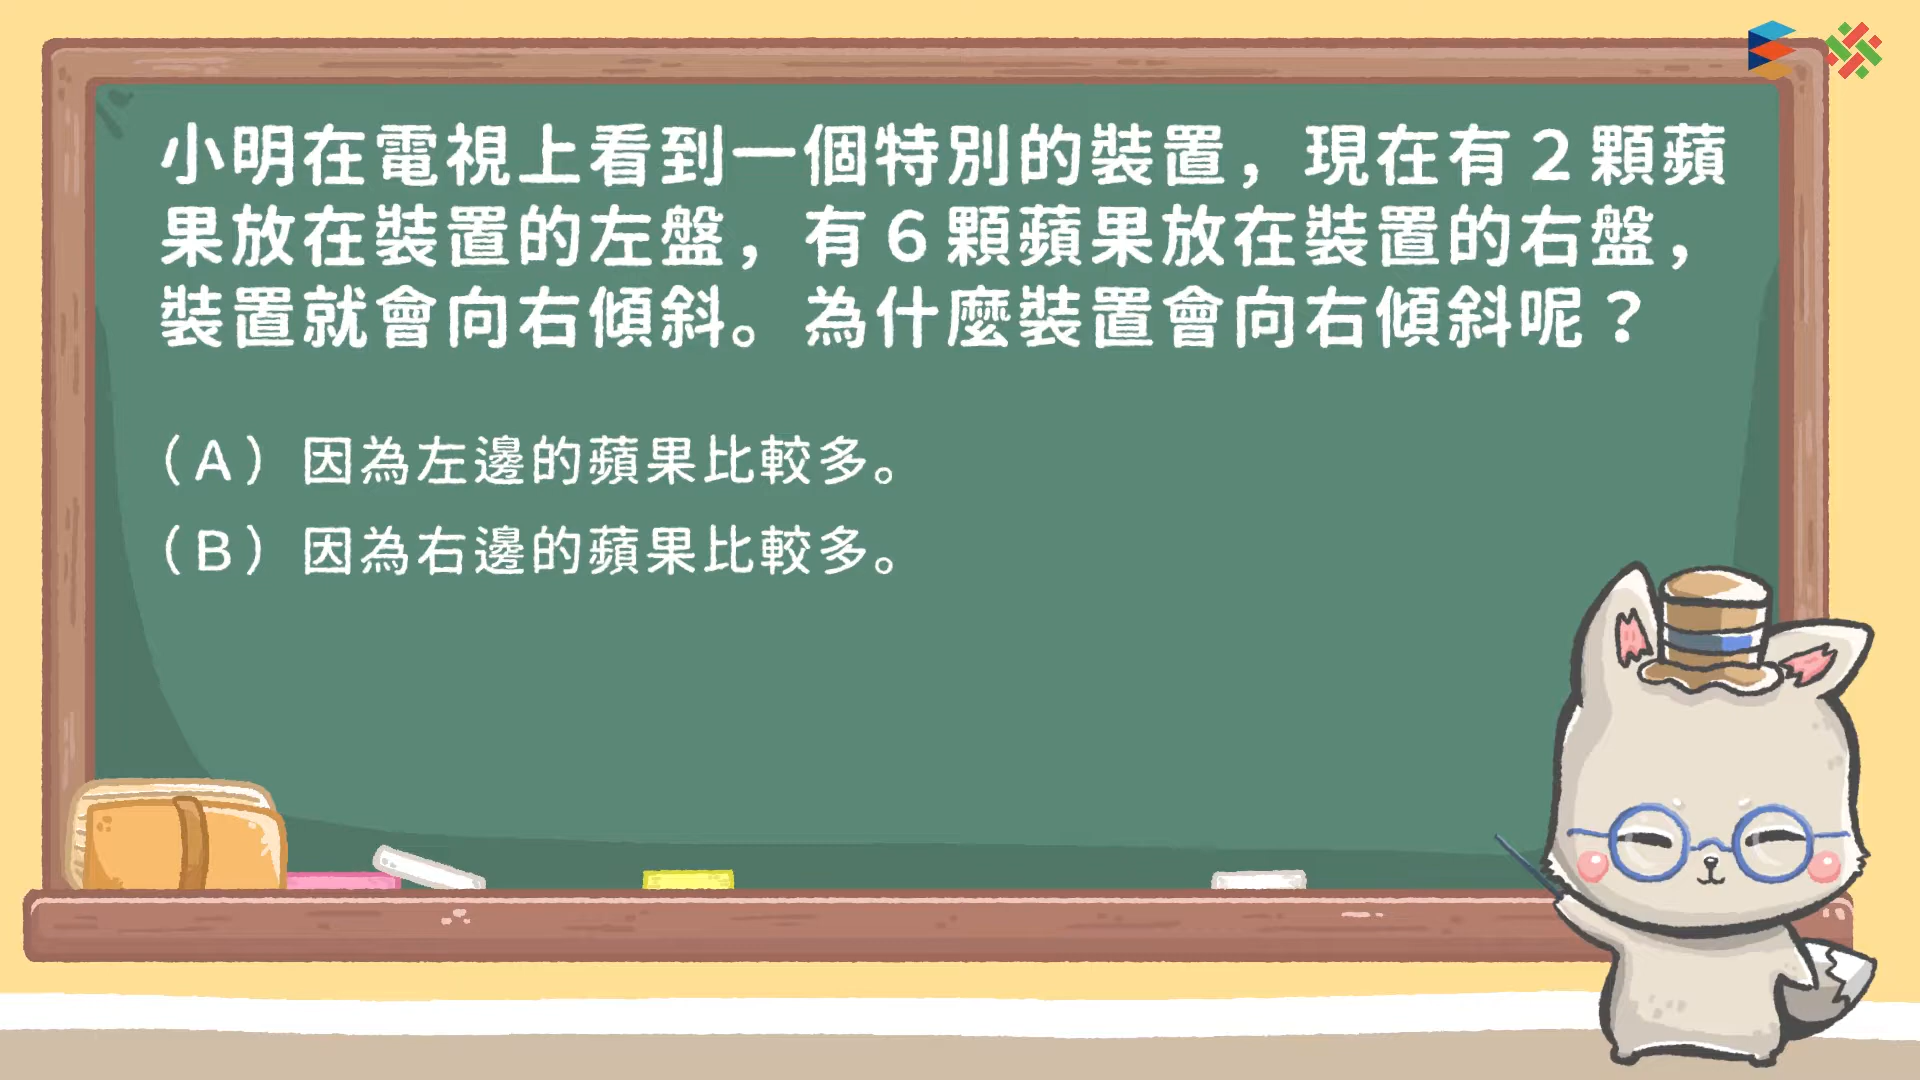 小明在電視上看到一個特別的裝置，現在有２顆蘋
果放在裝置的左盤，有６顆蘋果放在裝置的右盤，
裝置就會向右傾斜。為什麼裝置會向右傾斜呢？
（Ａ）因為左邊的蘋果比較多。
（Ｂ）因為右邊的蘋果比較多。